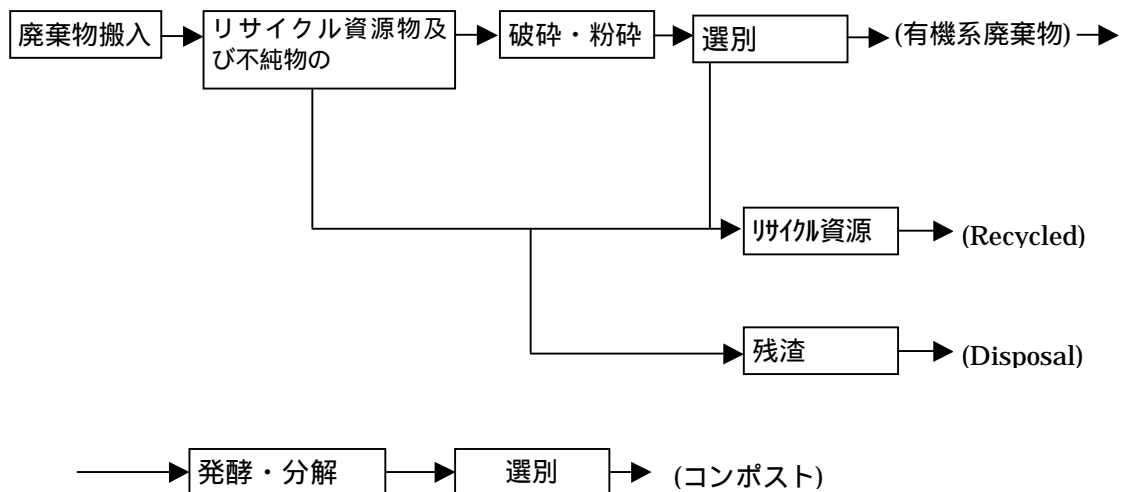 廃棄物搬入
リサイクル資源物及
び不純物の
破砕・粉砕
選別
(有機系廃棄物)
ﾘｻｲｸﾙ資源
(Recycled)
残渣
(Disposal)
発酵・分解
選別
(コンポスト)